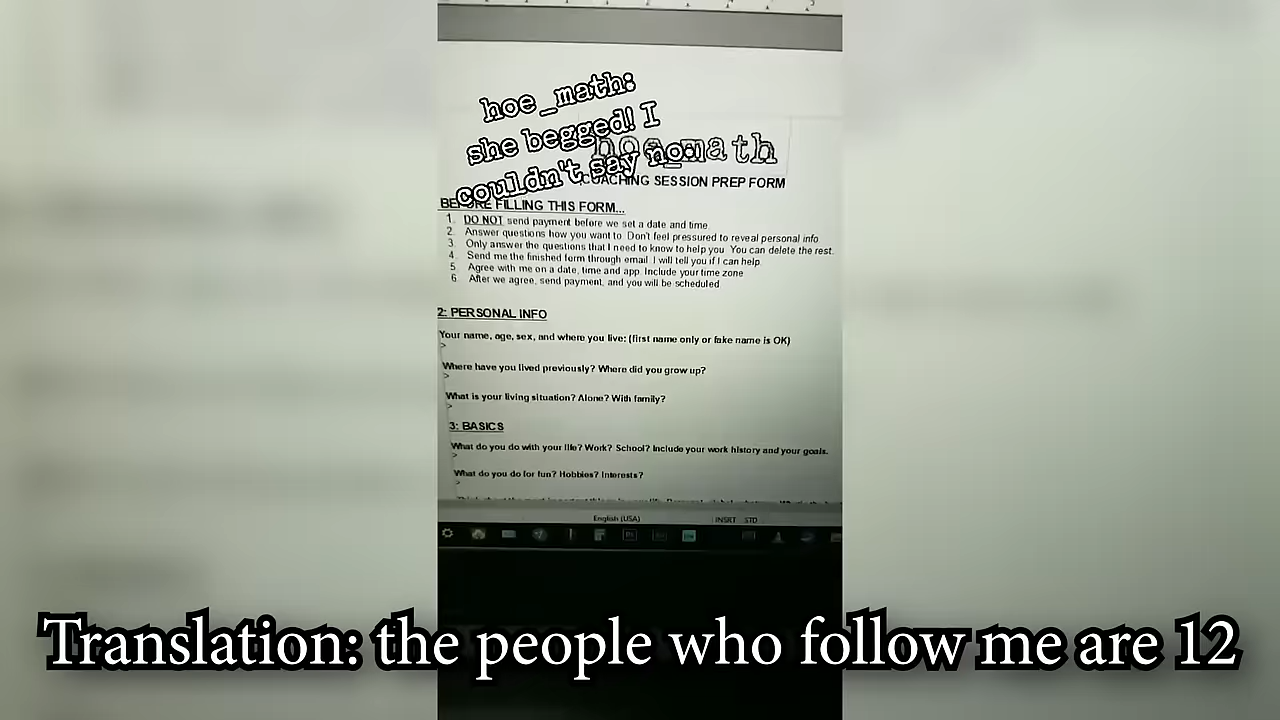 hoe_math:
she begged! I
couldn't say no.
hoe_math
COACHING SESSION PREP FORM
BEFORE FILLING THIS FORM...
1. DO NOT send payment before we set a date and time
2. Answer questions how you want to. Don't feel pressured to reveal personal info
3. Only answer the questions that I need to know to help you. You can delete the rest.
4. Send me the finished form through email. I will tell you if I can help.
5. Agree with me on a date, time and app. Include your time zone
6. After we agree, send payment, and you will be scheduled
2: PERSONAL INFO
Your name, age, sex, and where you live: (first name only or fake name is OK)
>
Where have you lived previously? Where did you grow up?
>
What is your living situation? Alone? With family?
>
3: BASICS
What do you do with your life? Work? School? Include your work history and your goals.
>
What do you do for fun? Hobbies? Interests?
>
English (USA) INSRT STD
Translation: the people who follow me are 12